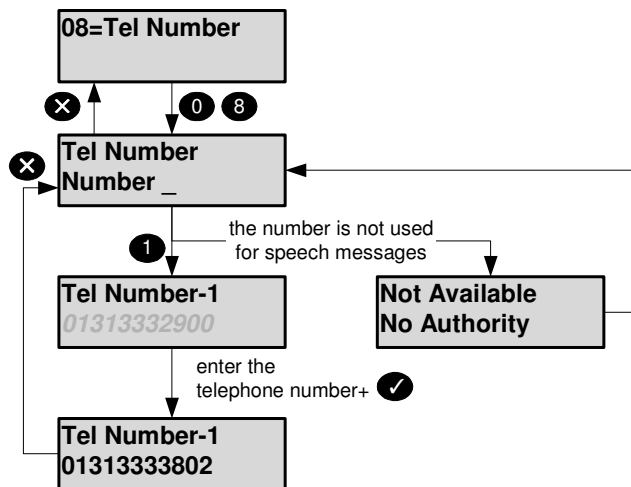 08=Tel Number
0 8
Tel Number
Number _
1
the number is not used
for speech messages
Tel Number-1
01313332900
Not Available
No Authority
enter the
telephone number+
Tel Number-1
01313333802